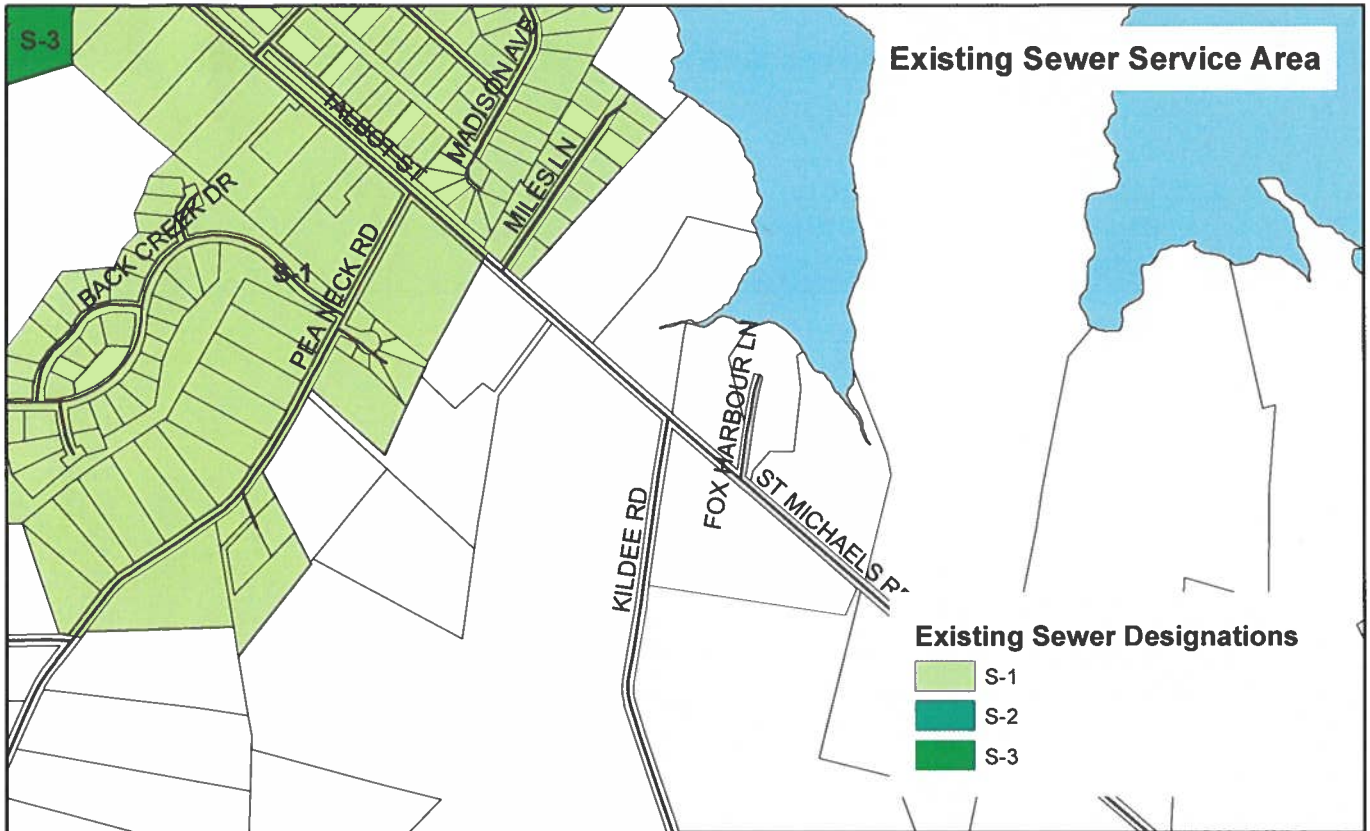 S-3
Existing Sewer Service Area
TALBOT ST
MADISON AVE
MILES LN
BACK CREEK DR
S-1
PEA NECK RD
FOX HARBOUR LN
KILDEE RD
ST MICHAELS
Existing Sewer Designations
S-1
S-2
S-3